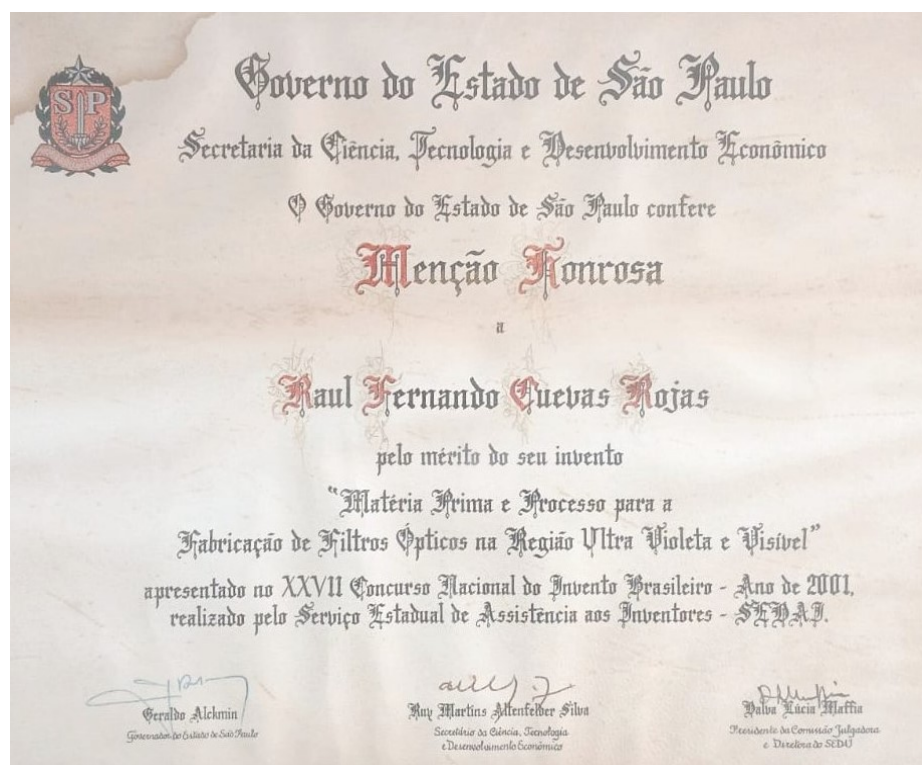 SP
Governo do Estado de São Paulo
Secretaria da Ciência, Tecnologia e Desenvolvimento Econômico
O Governo do Estado de São Paulo confere
Menção Honrosa
a
Raul Fernando Cuevas Rojas
pelo mérito do seu invento
"Matéria Prima e Processo para a
Fabricação de Filtros Ópticos na Região Ultra Violeta e Visível"
apresentado no XXVII Concurso Nacional do Invento Brasileiro - Ano de 2001,
realizado pelo Serviço Estadual de Assistência aos Inventores - SEDAI.
Geraldo Alckmin
Governador do Estado de São Paulo
Ruy Martins Altenfelder Silva
Secretário da Ciência, Tecnologia
e Desenvolvimento Econômico
Dalva Lúcia Maffia
Presidente da Comissão Julgadora
e Diretora do